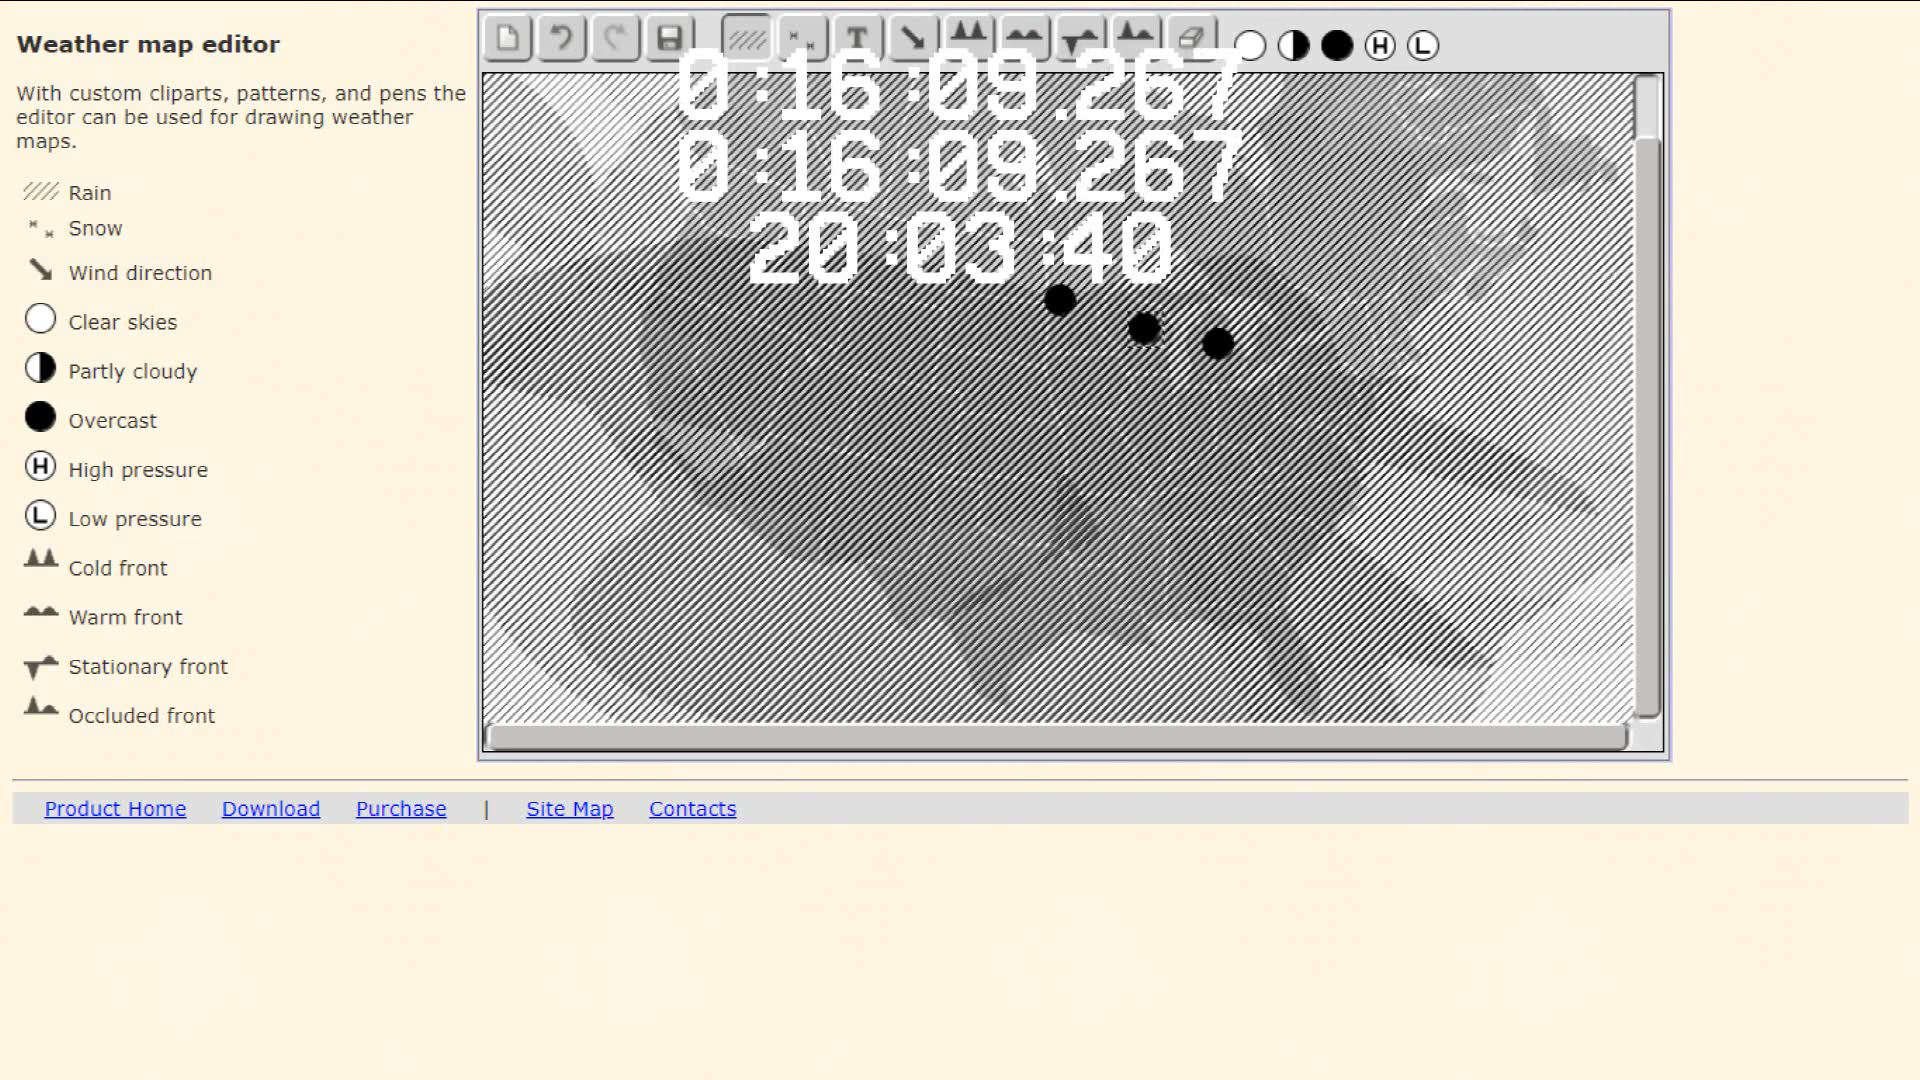 Weather map editor
With custom cliparts, patterns, and pens the
editor can be used for drawing weather
maps.
Rain
Snow
Wind direction
Clear skies
Partly cloudy
Overcast
H High pressure
L Low pressure
Cold front
Warm front
Stationary front
Occluded front
T H L
0:16:09.267
0:16:09.267
20:03:40
Product Home Download Purchase | Site Map Contacts